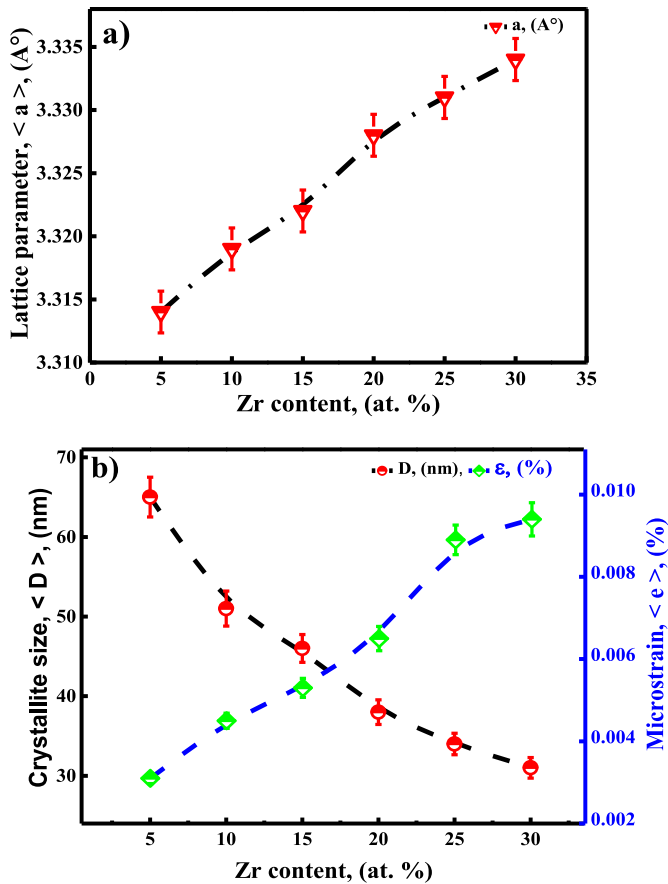 a)
a, (A°)
Lattice parameter, < a >, (A°)
3.335
3.330
3.325
3.320
3.315
3.310
0 5 10 15 20 25 30 35
Zr content, (at. %)
b)
D, (nm), ε, (%)
Crystallite size, < D >, (nm)
70
60
50
40
30
0.010
0.008
0.006
0.004
0.002
Microstrain, < e >, (%)
5 10 15 20 25 30
Zr content, (at. %)